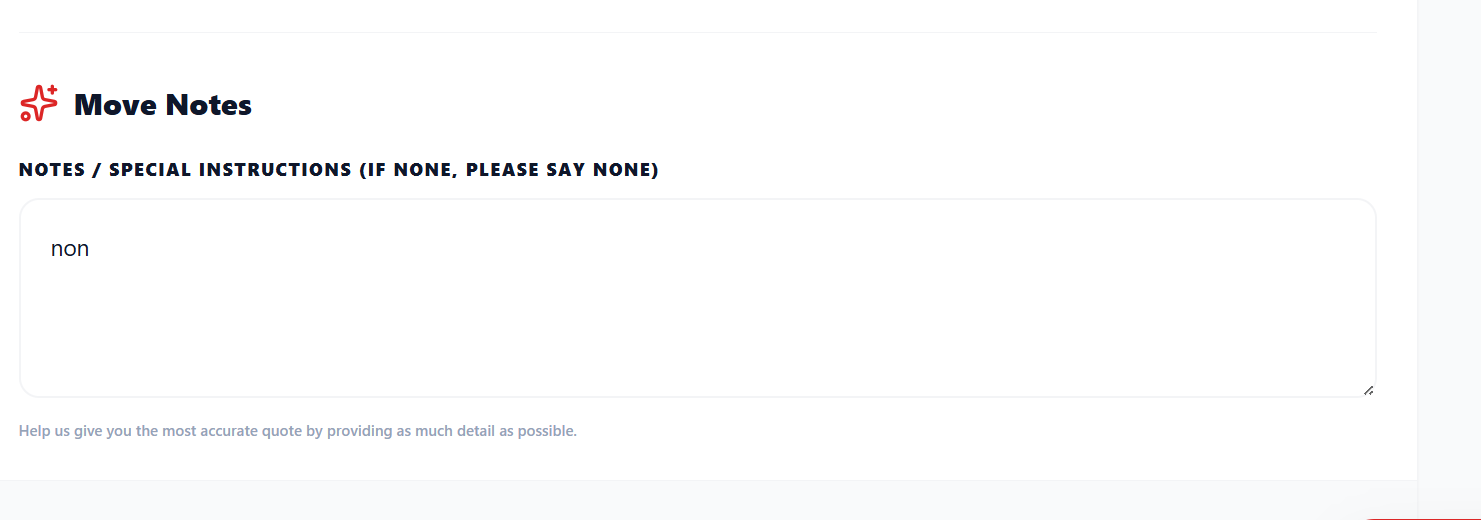 Move Notes
NOTES / SPECIAL INSTRUCTIONS (IF NONE, PLEASE SAY NONE)
non
Help us give you the most accurate quote by providing as much detail as possible.